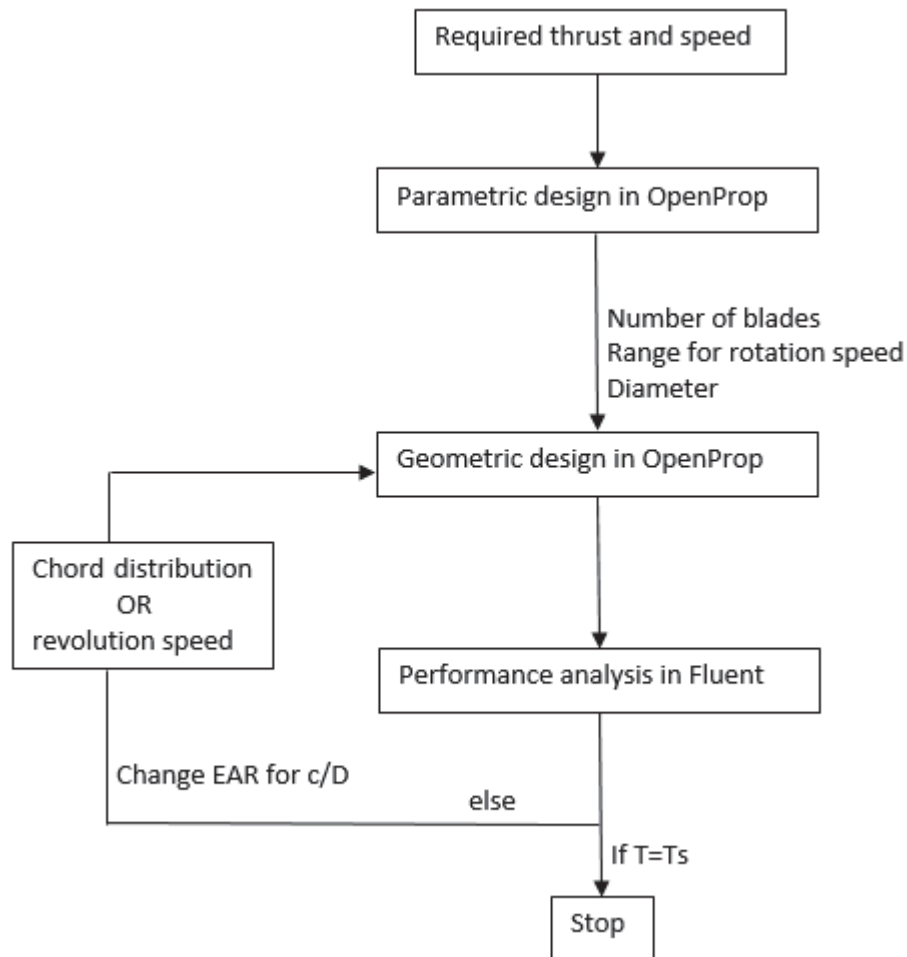 Required thrust and speed
Parametric design in OpenProp
Number of blades
Range for rotation speed
Diameter
Geometric design in OpenProp
Chord distribution
OR
revolution speed
Performance analysis in Fluent
Change EAR for c/D
else
If T=Ts
Stop